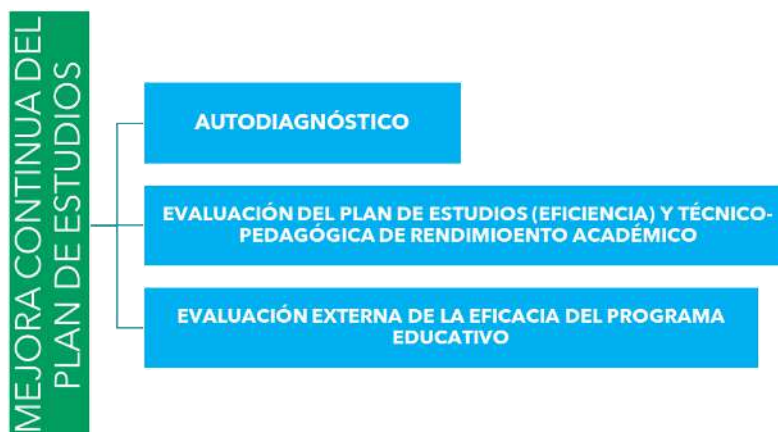 MEJORA CONTINUA DEL
PLAN DE ESTUDIOS
AUTODIAGNÓSTICO
EVALUACIÓN DEL PLAN DE ESTUDIOS (EFICIENCIA) Y TÉCNICO-
PEDAGÓGICA DE RENDIMIOENTO ACADÉMICO
EVALUACIÓN EXTERNA DE LA EFICACIA DEL PROGRAMA
EDUCATIVO